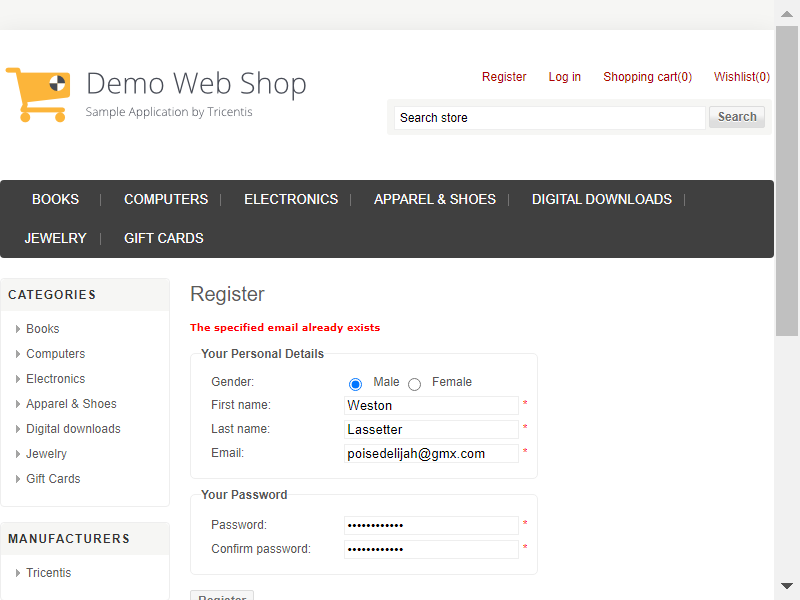 Demo Web Shop
Sample Application by Tricentis
Register Log in Shopping cart(0) Wishlist(0)
Search store Search
BOOKS COMPUTERS ELECTRONICS APPAREL & SHOES DIGITAL DOWNLOADS
JEWELRY GIFT CARDS
CATEGORIES
Books
Computers
Electronics
Apparel & Shoes
Digital downloads
Jewelry
Gift Cards
MANUFACTURERS
Tricentis
Register
The specified email already exists
Your Personal Details
Gender: Male Female
First name: Weston *
Last name: Lassetter *
Email: poisedelijah@gmx.com *
Your Password
Password: •••••••••••• *
Confirm password: •••••••••••• *
Register